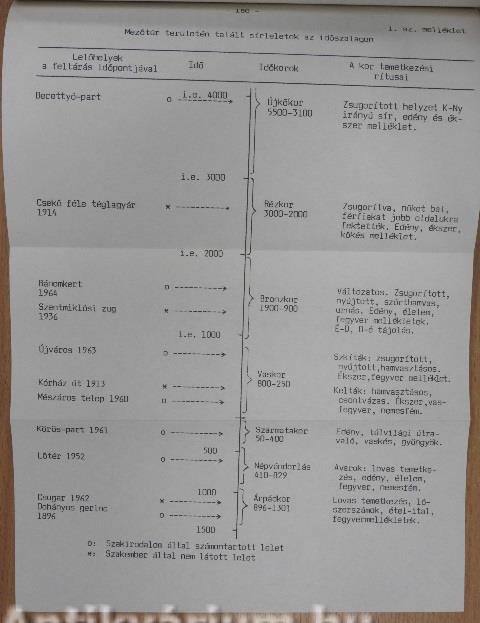 - 180 -
1. sz. melléklet
Mezőtúr területén talált sírleletek az időszalagon
Lelőhelyek
a feltárás időpontjával
Idő
Időkorok
A kor temetkezési
rítusai
Berettyó-part
o
i.e. 4000
Újkőkor
5500-3100
Zsugorított helyzet K-Ny
irányú sír, edény és ék-
szer melléklet.
i.e. 3000
Csekő féle téglagyár
1914
*
Rézkor
3000-2000
Zsugorítva, nőket bal,
férfiakat jobb oldalukra
fektették. Edény, ékszer,
kőkés melléklet.
i.e. 2000
Bánomkert
1964
o
Szentmiklósi zug
1936
*
Bronzkor
1900-900
Változatos. Zsugorított,
nyújtott, szórthamvas,
urnás. Edény, élelem,
fegyver mellékletek.
É-D, D-É tájolás.
i.e. 1000
Újváros 1963
o
Kórház út 1913
*
Mészáros telep 1960
o
Vaskor
800-250
Szkíták: zsugorított,
nyújtott,hamvasztásos.
Ékszer,fegyver melléklet.
Kelták: hamvasztásos,
csontvázas. Ékszer,vas-
fegyver, nemesfém.
Körös-part 1961
o
Szarmatakor
50-400
Edény, túlvilági útra-
való, vaskés, gyöngyök.
500
Lőtér 1952
o
Népvándorlás
410-829
Avarok: lovas temetke-
zés, edény, élelem,
fegyver, nemesfém.
1000
Csugar 1962
*
Dohányos gerinc
1896
o
Árpádkor
896-1301
Lovas temetkezés, ló-
szerszámok, étel-ital,
fegyvermellékletek.
1500
o: Szakirodalom által számontartott lelet
*: Szakember által nem látott lelet
Antikvárium.hu